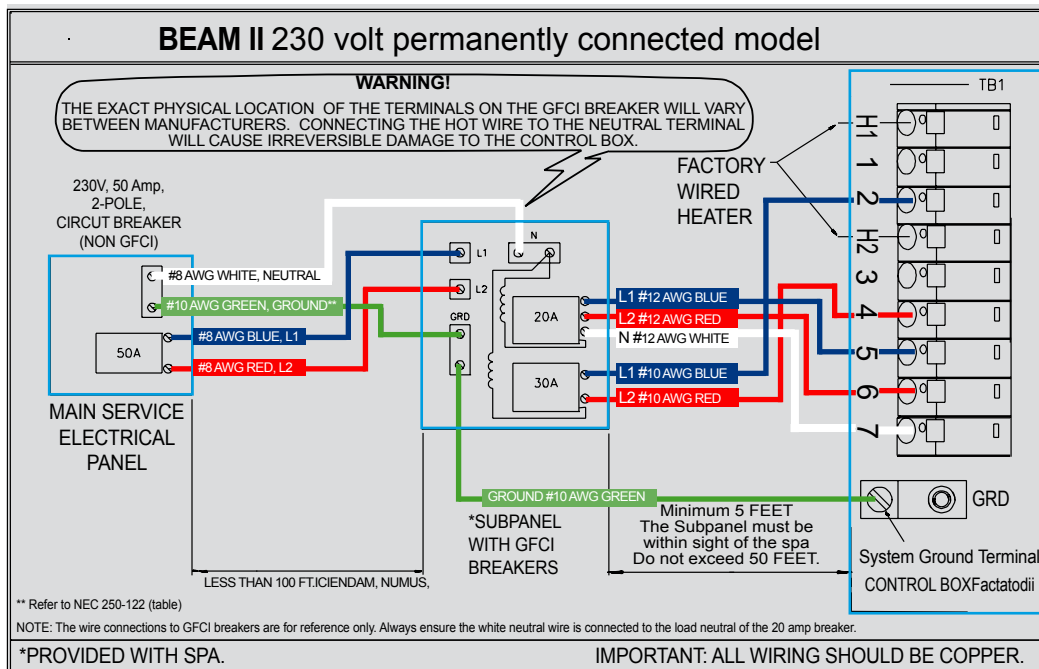 BEAM II 230 volt permanently connected model
WARNING!
THE EXACT PHYSICAL LOCATION OF THE TERMINALS ON THE GFCI BREAKER WILL VARY
BETWEEN MANUFACTURERS. CONNECTING THE HOT WIRE TO THE NEUTRAL TERMINAL
WILL CAUSE IRREVERSIBLE DAMAGE TO THE CONTROL BOX.
230V, 50 Amp,
2-POLE,
CIRCUT BREAKER
(NON GFCI)
#8 AWG WHITE, NEUTRAL
#10 AWG GREEN, GROUND**
#8 AWG BLUE, L1
#8 AWG RED, L2
50A
MAIN SERVICE
ELECTRICAL
PANEL
L1
N
L2
GRD
20A
30A
L1 #12 AWG BLUE
L2 #12 AWG RED
N #12 AWG WHITE
L1 #10 AWG BLUE
L2 #10 AWG RED
GROUND #10 AWG GREEN
*SUBPANEL
WITH GFCI
BREAKERS
FACTORY
WIRED
HEATER
TB1
H1
1
2
H2
3
4
5
6
7
GRD
System Ground Terminal
CONTROL BOXFactatodii
Minimum 5 FEET
The Subpanel must be
within sight of the spa
Do not exceed 50 FEET.
LESS THAN 100 FT.ICIENDAM, NUMUS,
** Refer to NEC 250-122 (table)
NOTE: The wire connections to GFCI breakers are for reference only. Always ensure the white neutral wire is connected to the load neutral of the 20 amp breaker.
*PROVIDED WITH SPA.
IMPORTANT: ALL WIRING SHOULD BE COPPER.